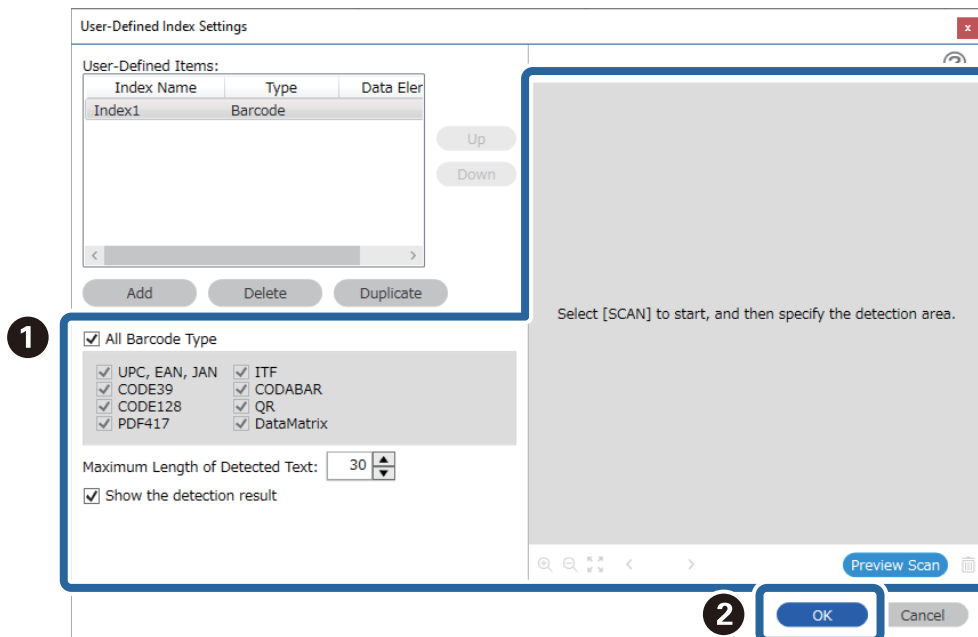 User-Defined Index Settings
x
?
User-Defined Items:
Index Name Type Data Eler
Index1 Barcode
Up
Down
Add Delete Duplicate
1
All Barcode Type
UPC, EAN, JAN ITF
CODE39 CODABAR
CODE128 QR
PDF417 DataMatrix
Maximum Length of Detected Text: 30
Show the detection result
Select [SCAN] to start, and then specify the detection area.
Preview Scan
2
OK Cancel